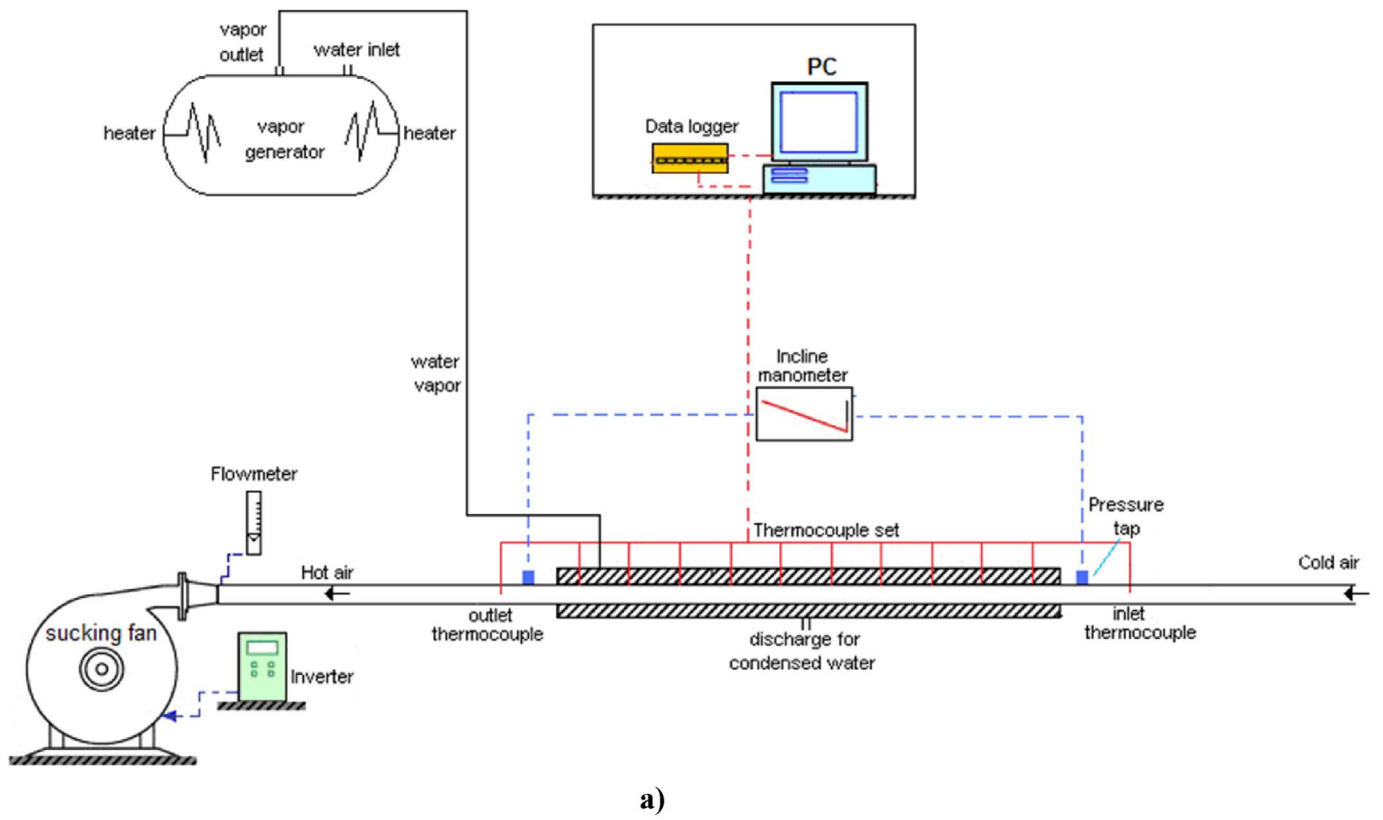 vapor
outlet
water inlet
heater
vapor
generator
heater
PC
Data logger
water
vapor
Incline
manometer
Flowmeter
Pressure
tap
Thermocouple set
Hot air
Cold air
outlet
thermocouple
inlet
thermocouple
sucking fan
discharge for
condensed water
Inverter
a)